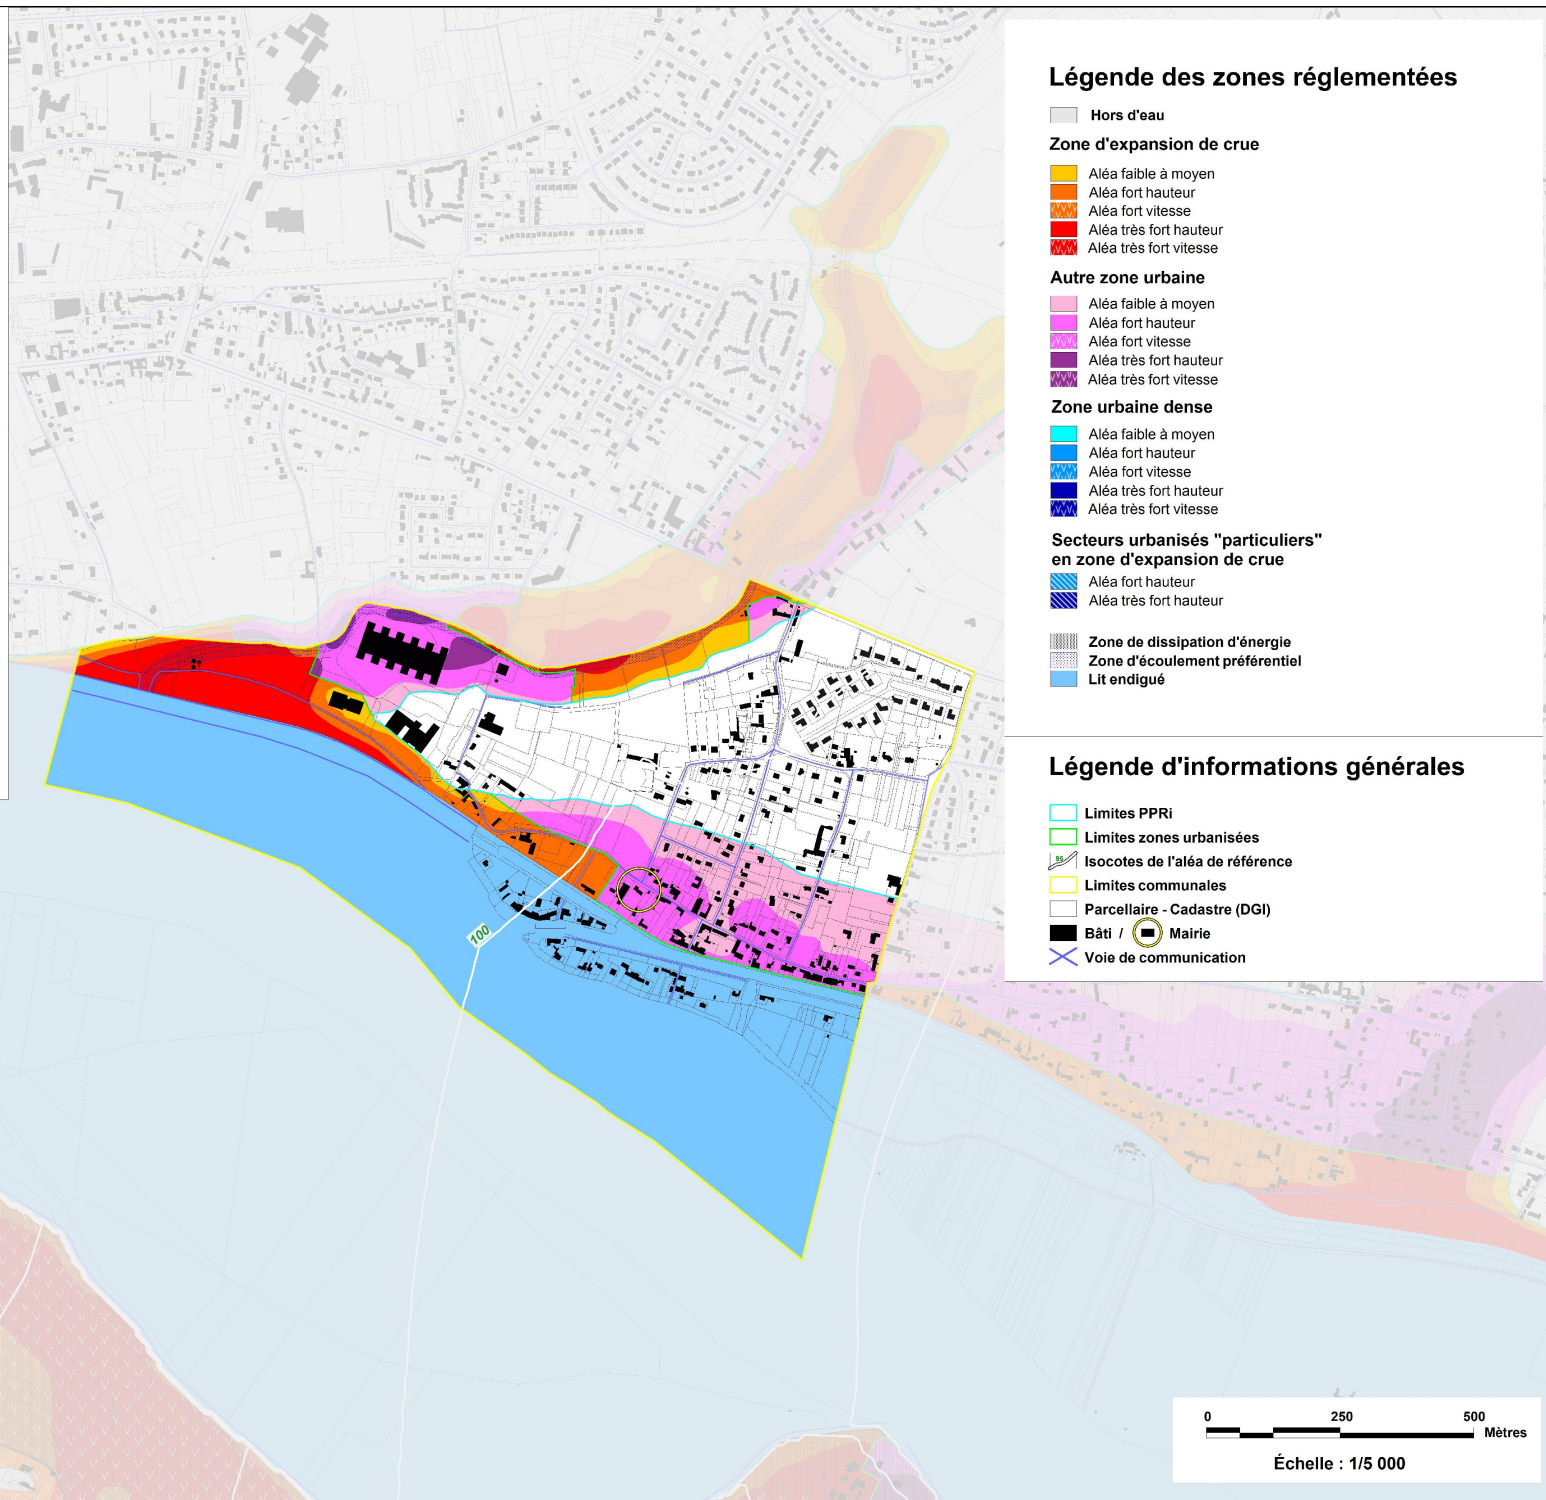 Légende des zones réglementées
Hors d'eau
Zone d'expansion de crue
Aléa faible à moyen
Aléa fort hauteur
Aléa fort vitesse
Aléa très fort hauteur
Aléa très fort vitesse
Autre zone urbaine
Aléa faible à moyen
Aléa fort hauteur
Aléa fort vitesse
Aléa très fort hauteur
Aléa très fort vitesse
Zone urbaine dense
Aléa faible à moyen
Aléa fort hauteur
Aléa fort vitesse
Aléa très fort hauteur
Aléa très fort vitesse
Secteurs urbanisés "particuliers"
en zone d'expansion de crue
Aléa fort hauteur
Aléa très fort hauteur
Zone de dissipation d'énergie
Zone d'écoulement préférentiel
Lit endigué
Légende d'informations générales
Limites PPRi
Limites zones urbanisées
96 Isocotes de l'aléa de référence
Limites communales
Parcellaire - Cadastre (DGI)
Bâti / Mairie
Voie de communication
100
0 250 500
Mètres
Échelle : 1/5 000